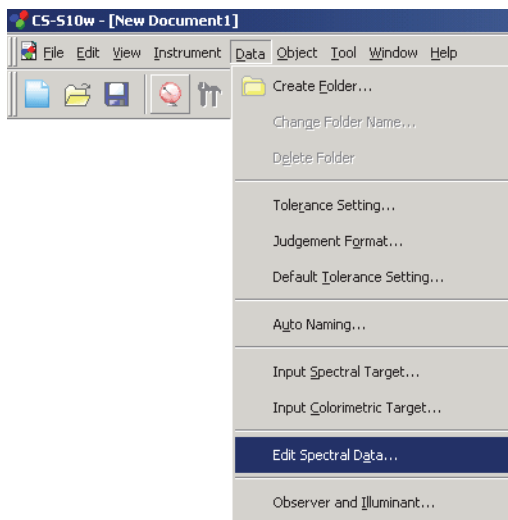 CS-S10w - [New Document1]
File Edit View Instrument Data Object Tool Window Help
Create Folder...
Change Folder Name...
Delete Folder
Tolerance Setting...
Judgement Format...
Default Tolerance Setting...
Auto Naming...
Input Spectral Target...
Input Colorimetric Target...
Edit Spectral Data...
Observer and Illuminant...